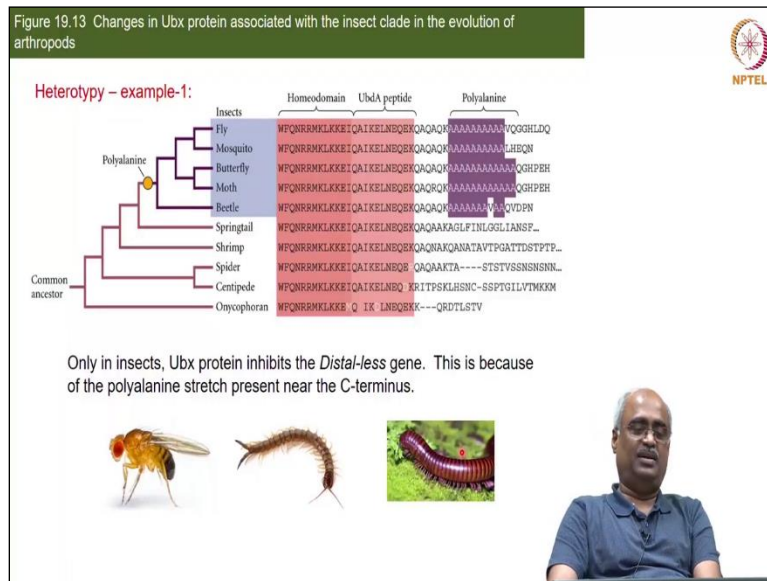 Figure 19.13 Changes in Ubx protein associated with the insect clade in the evolution of
arthropods
NPTEL
Heterotypy – example-1:
Homeodomain UbdA peptide Polyalanine
Insects
Fly WFQNRRMKLKKEIQAIKELNEQEKQAQAQKAAAAAAAAAAVQGGHLDQ
Polyalanine
Mosquito WFQNRRMKLKKEIQAIKELNEQEKQAQAQKAAAAAAAAAALHEQN
Butterfly WFQNRRMKLKKEIQAIKELNEQEKQAQAQKAAAAAAAAAAAAQGHPEH
Moth WFQNRRMKLKKEIQAIKELNEQEKQAQRQKAAAAAAAAAAAAQGHPEH
Beetle WFQNRRMKLKKEIQAIKELNEQEKQAQAQKAAAAAAAVAAQVDPN
Springtail WFQNRRMKLKKEIQAIKELNEQEKQAQAAKAGLFINLGGLIANSF…
Shrimp WFQNRRMKLKKEIQAIKELNEQEKQAQNAKQANATAVTPGATTDSTPTP…
Spider WFQNRRMKLKKEIQAIKELNEQE QAQAAKTA----STSTVSSNSNSNN…
Centipede WFQNRRMKLKKEIQAIKELNEQ KRITPSKLHSNC-SSPTGILVTMKKM
Common
ancestor
Onycophoran WFQNRRMKLKKE Q IK LNEQEKK---QRDTLSTV
Only in insects, Ubx protein inhibits the Distal-less gene. This is because
of the polyalanine stretch present near the C-terminus.